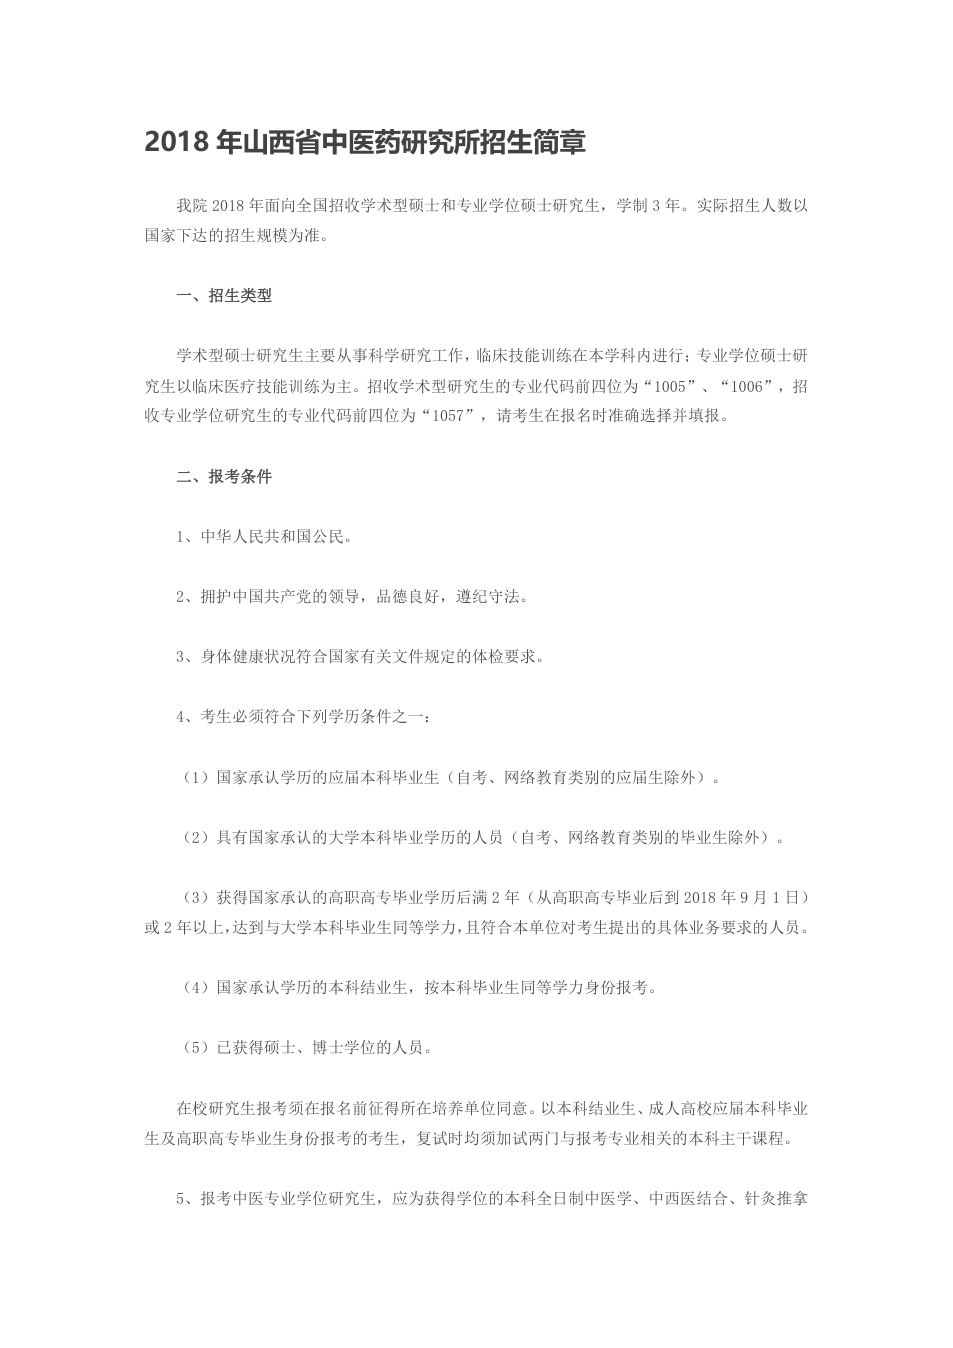 2018 年山西省中医药研究所招生简章
我院 2018 年面向全国招收学术型硕士和专业学位硕士研究生，学制 3 年。实际招生人数以
国家下达的招生规模为准。
一、招生类型
学术型硕士研究生主要从事科学研究工作，临床技能训练在本学科内进行；专业学位硕士研
究生以临床医疗技能训练为主。招收学术型研究生的专业代码前四位为“1005”、“1006”，招
收专业学位研究生的专业代码前四位为“1057”，请考生在报名时准确选择并填报。
二、报考条件
1、中华人民共和国公民。
2、拥护中国共产党的领导，品德良好，遵纪守法。
3、身体健康状况符合国家有关文件规定的体检要求。
4、考生必须符合下列学历条件之一：
（1）国家承认学历的应届本科毕业生（自考、网络教育类别的应届生除外）。
（2）具有国家承认的大学本科毕业学历的人员（自考、网络教育类别的毕业生除外）。
（3）获得国家承认的高职高专毕业学历后满 2 年（从高职高专毕业后到 2018 年 9 月 1 日）
或 2 年以上，达到与大学本科毕业生同等学力，且符合本单位对考生提出的具体业务要求的人员。
（4）国家承认学历的本科结业生，按本科毕业生同等学力身份报考。
（5）已获得硕士、博士学位的人员。
在校研究生报考须在报名前征得所在培养单位同意。以本科结业生、成人高校应届本科毕业
生及高职高专毕业生身份报考的考生，复试时均须加试两门与报考专业相关的本科主干课程。
5、报考中医专业学位研究生，应为获得学位的本科全日制中医学、中西医结合、针灸推拿